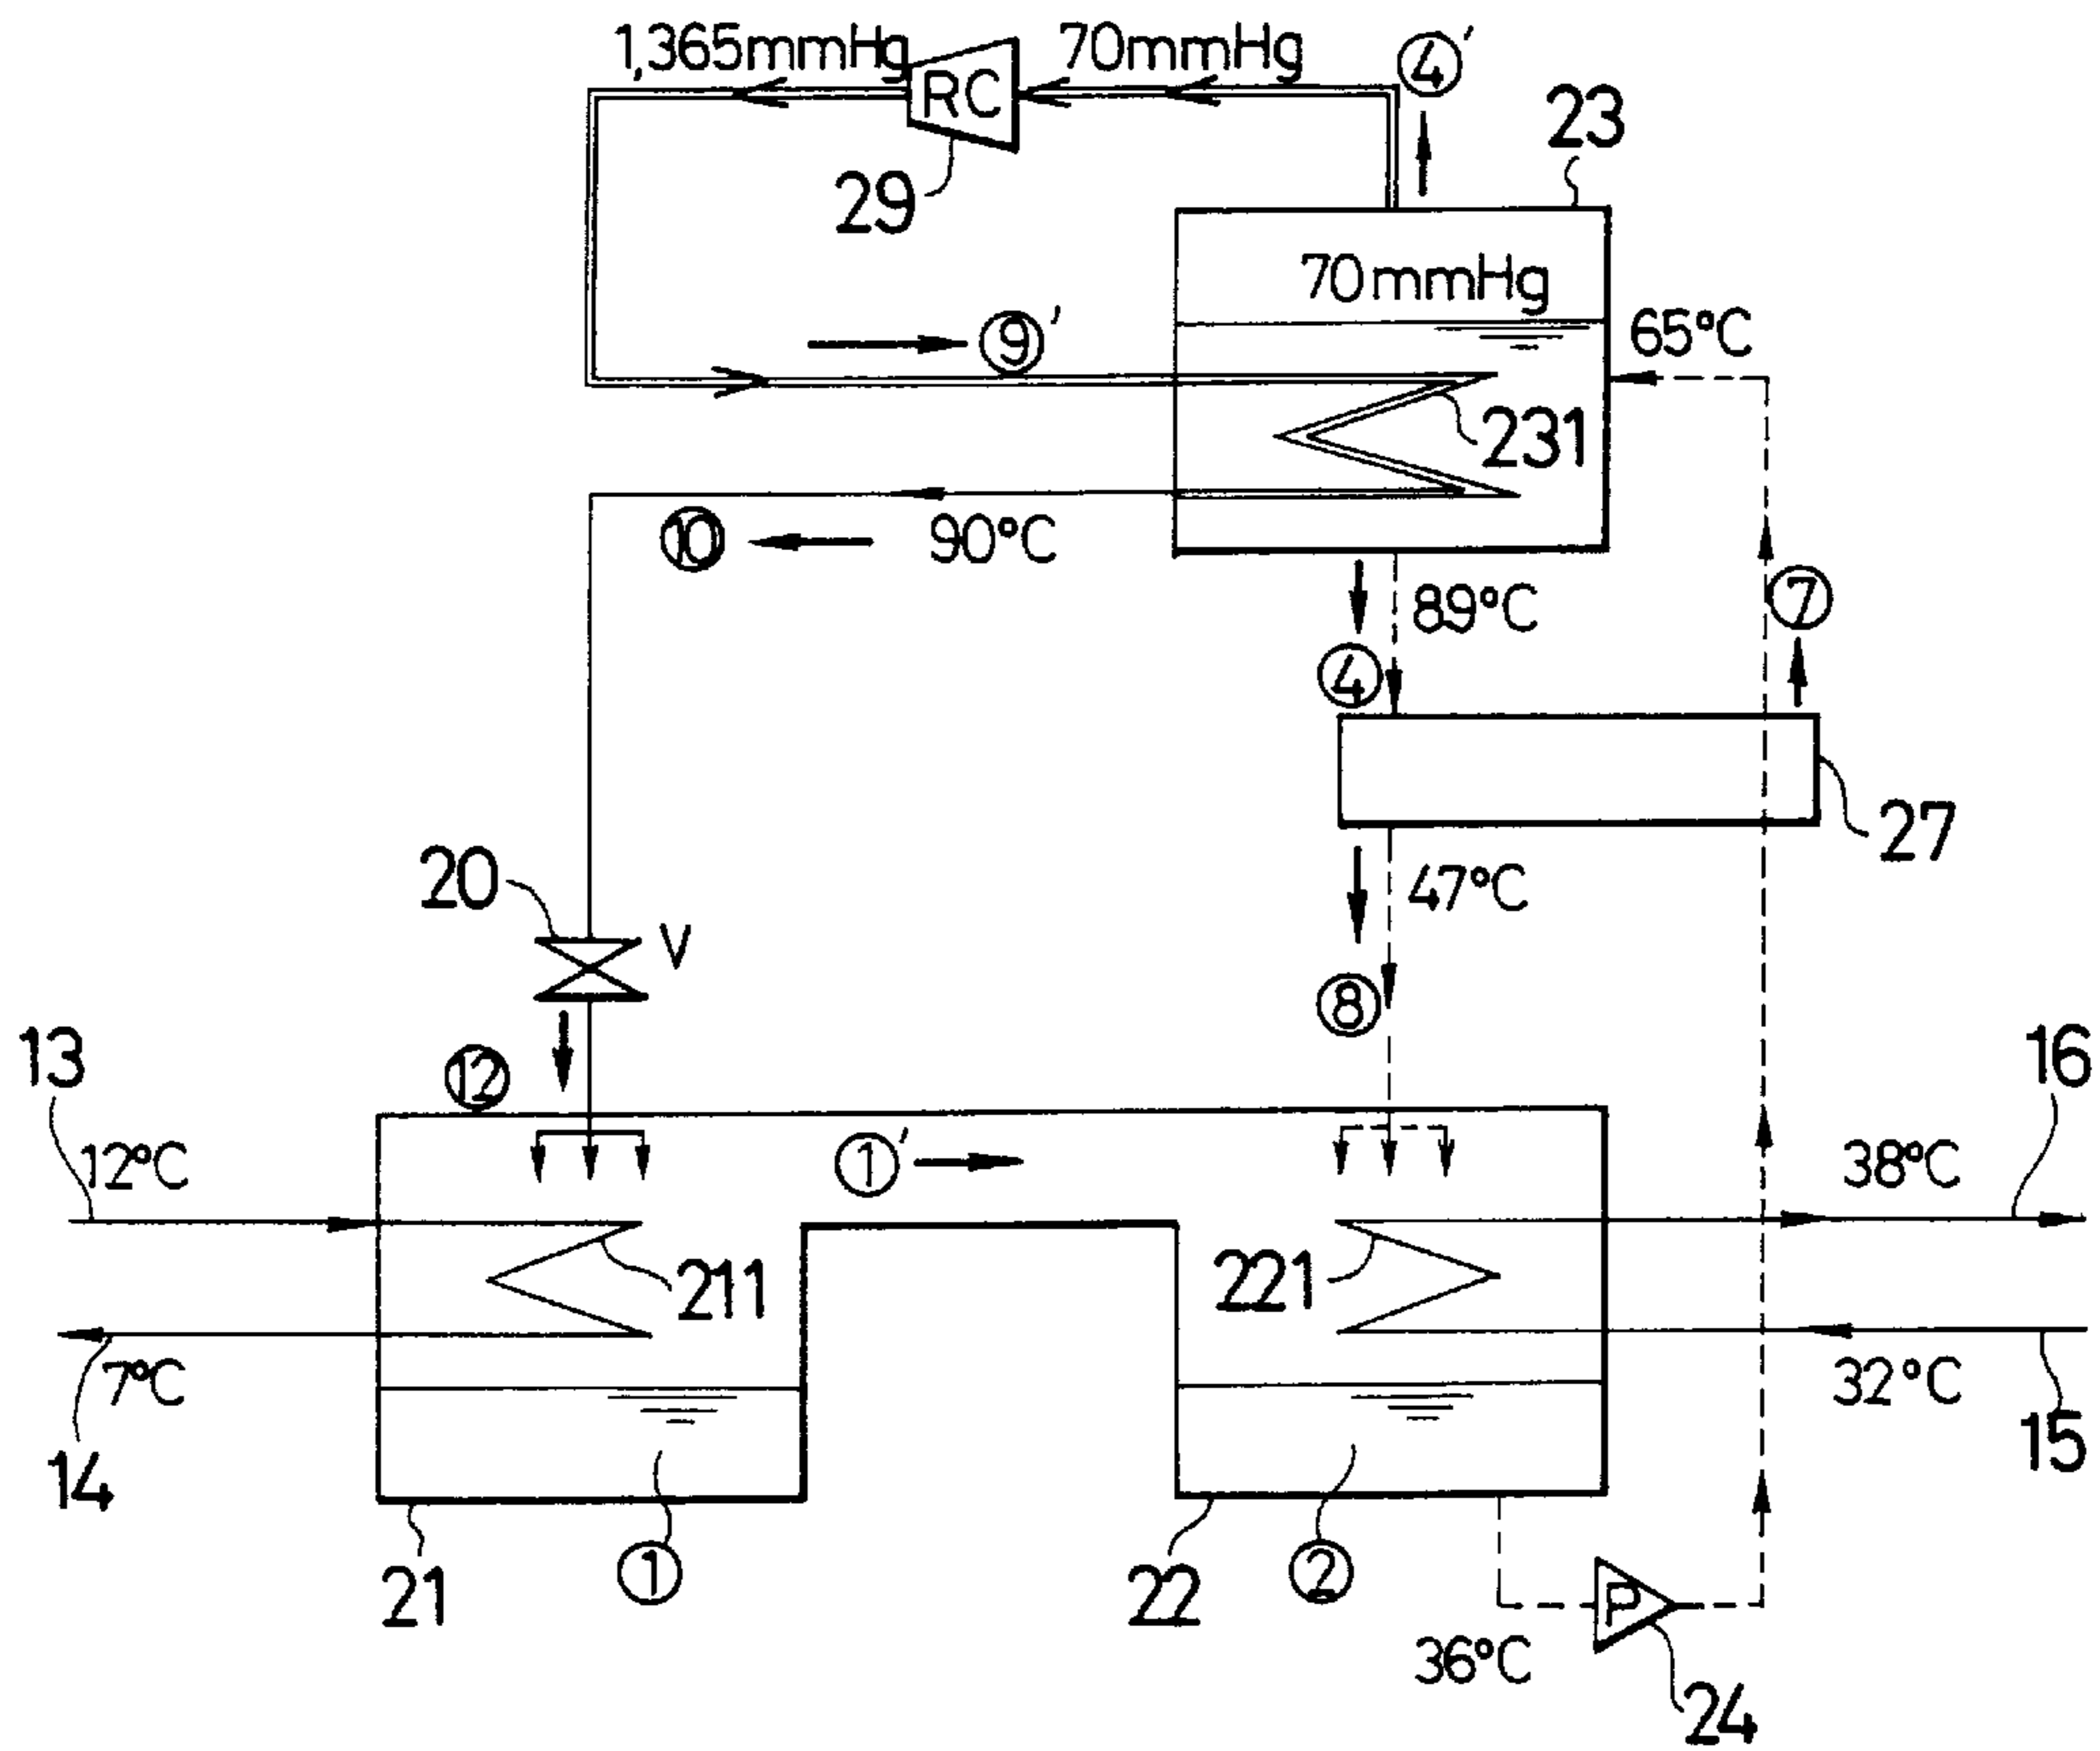 1,365mmHg
RC
70mmHg
④'
23
29
70mmHg
⑨'
65°C
231
⑩
90°C
89°C
⑦
④
27
20
V
47°C
⑧
13
⑫
16
12°C
①'
38°C
211
221
7°C
32°C
14
15
21
①
22
②
P
36°C
24